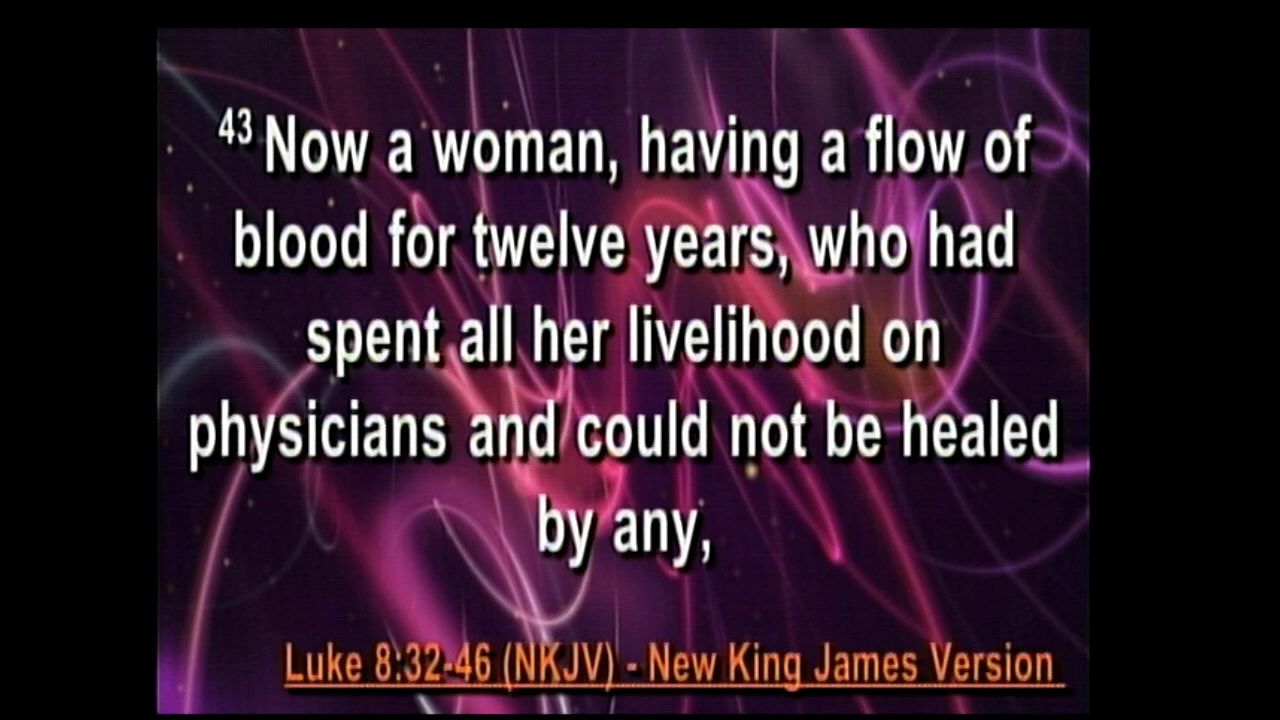 43 Now a woman, having a flow of
blood for twelve years, who had
spent all her livelihood on
physicians and could not be healed
by any,
Luke 8:32-46 (NKJV) - New King James Version